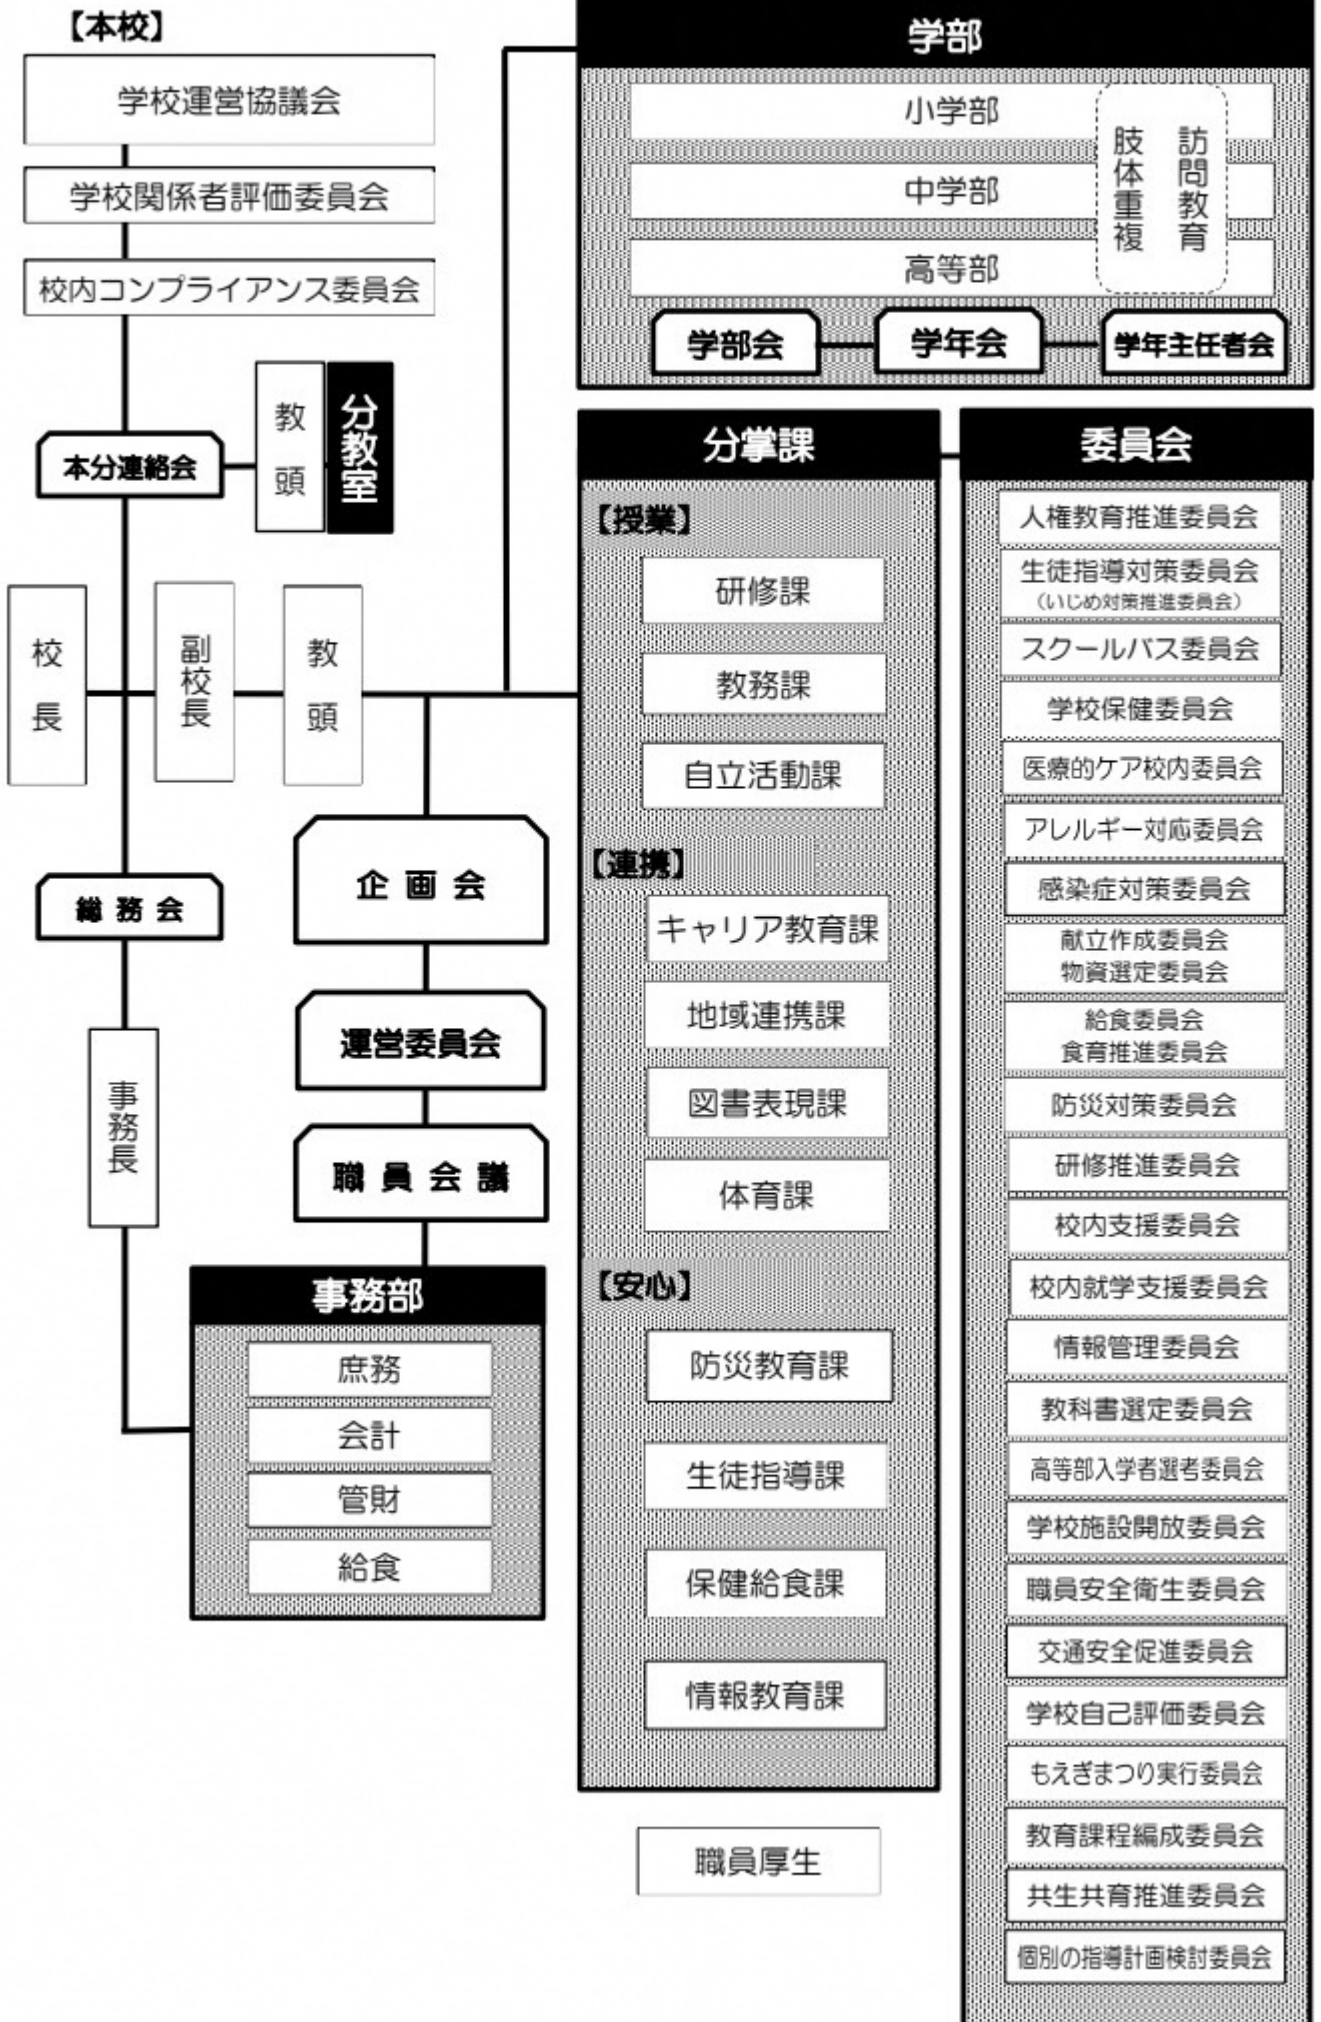 【本校】
学校運営協議会
学校関係者評価委員会
校内コンプライアンス委員会
本分連絡会
教頭
分教室
校長
副校長
教頭
総務会
企画会
運営委員会
職員会議
事務長
事務部
庶務
会計
管財
給食
学部
小学部
中学部
高等部
訪問教育
肢体重複
学部会
学年会
学年主任者会
分掌課
【授業】
研修課
教務課
自立活動課
【連携】
キャリア教育課
地域連携課
図書表現課
体育課
【安心】
防災教育課
生徒指導課
保健給食課
情報教育課
職員厚生
委員会
人権教育推進委員会
生徒指導対策委員会
（いじめ対策推進委員会）
スクールバス委員会
学校保健委員会
医療的ケア校内委員会
アレルギー対応委員会
感染症対策委員会
献立作成委員会
物資選定委員会
給食委員会
食育推進委員会
防災対策委員会
研修推進委員会
校内支援委員会
校内就学支援委員会
情報管理委員会
教科書選定委員会
高等部入学者選考委員会
学校施設開放委員会
職員安全衛生委員会
交通安全促進委員会
学校自己評価委員会
もえぎまつり実行委員会
教育課程編成委員会
共生共育推進委員会
個別の指導計画検討委員会